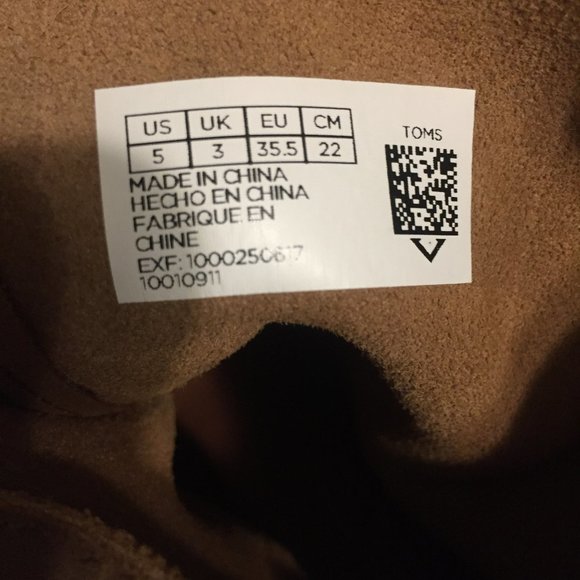 US UK EU CM
5 3 35.5 22
MADE IN CHINA
HECHO EN CHINA
FABRIQUE EN
CHINE
EXF: 1000250617
10010911
TOMS